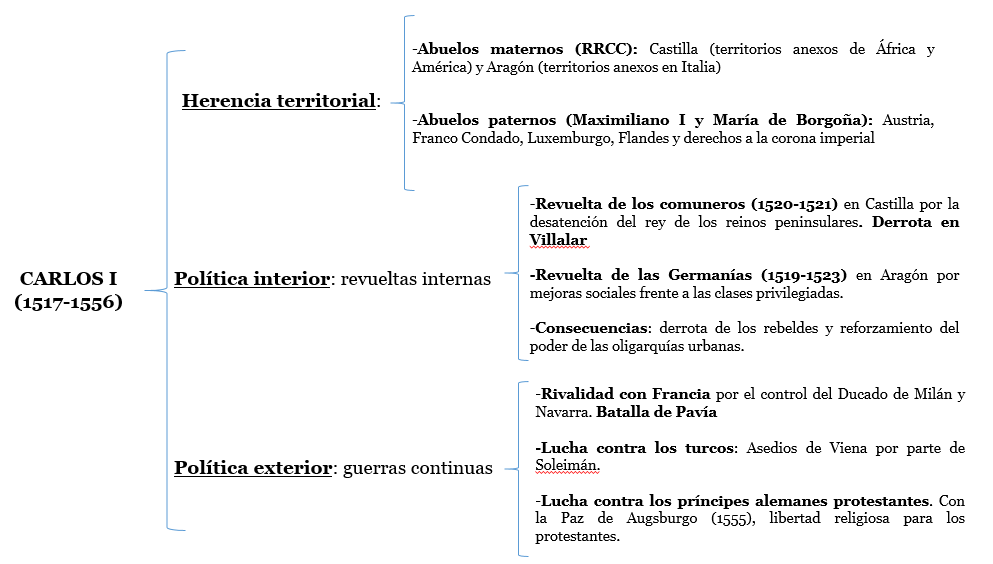 -Abuelos maternos (RRCC): Castilla (territorios anexos de África y
América) y Aragón (territorios anexos en Italia)
Herencia territorial:
-Abuelos paternos (Maximiliano I y María de Borgoña): Austria,
Franco Condado, Luxemburgo, Flandes y derechos a la corona imperial
CARLOS I
(1517-1556)
Política interior: revueltas internas
-Revuelta de los comuneros (1520-1521) en Castilla por la
desatención del rey de los reinos peninsulares. Derrota en
Villalar
-Revuelta de las Germanías (1519-1523) en Aragón por
mejoras sociales frente a las clases privilegiadas.
-Consecuencias: derrota de los rebeldes y reforzamiento del
poder de las oligarquías urbanas.
Política exterior: guerras continuas
-Rivalidad con Francia por el control del Ducado de Milán y
Navarra. Batalla de Pavía
-Lucha contra los turcos: Asedios de Viena por parte de
Soleimán.
-Lucha contra los príncipes alemanes protestantes. Con
la Paz de Augsburgo (1555), libertad religiosa para los
protestantes.